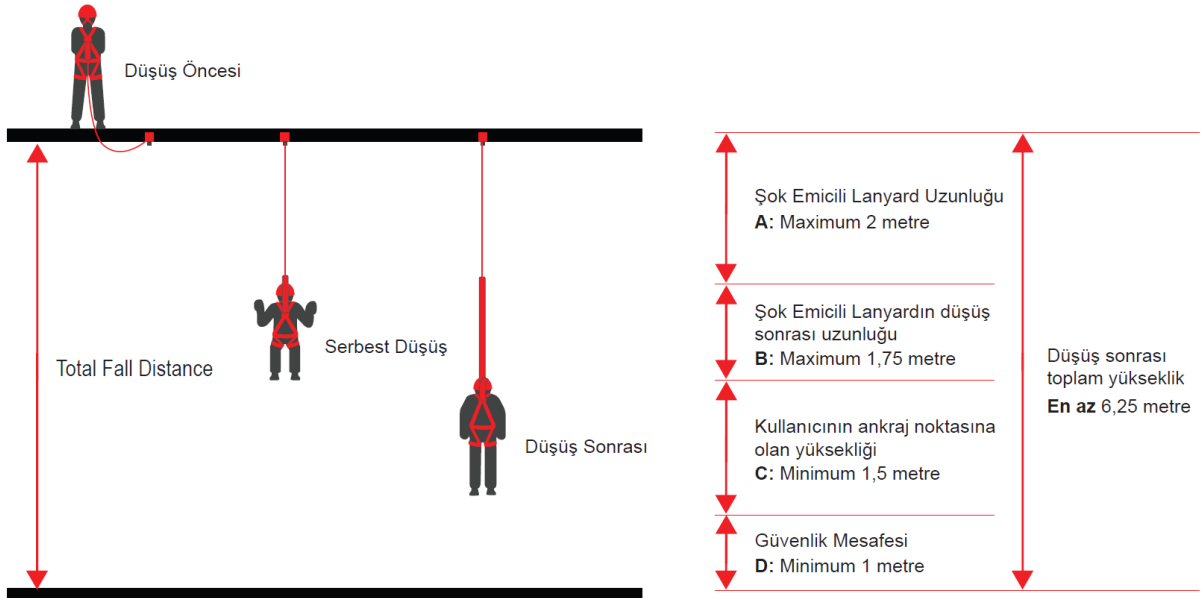 Düşüş Öncesi
Serbest Düşüş
Düşüş Sonrası
Total Fall Distance
Şok Emicili Lanyard Uzunluğu
A: Maximum 2 metre
Şok Emicili Lanyardın düşüş
sonrası uzunluğu
B: Maximum 1,75 metre
Kullanıcının ankraj noktasına
olan yüksekliği
C: Minimum 1,5 metre
Güvenlik Mesafesi
D: Minimum 1 metre
Düşüş sonrası
toplam yükseklik
En az 6,25 metre